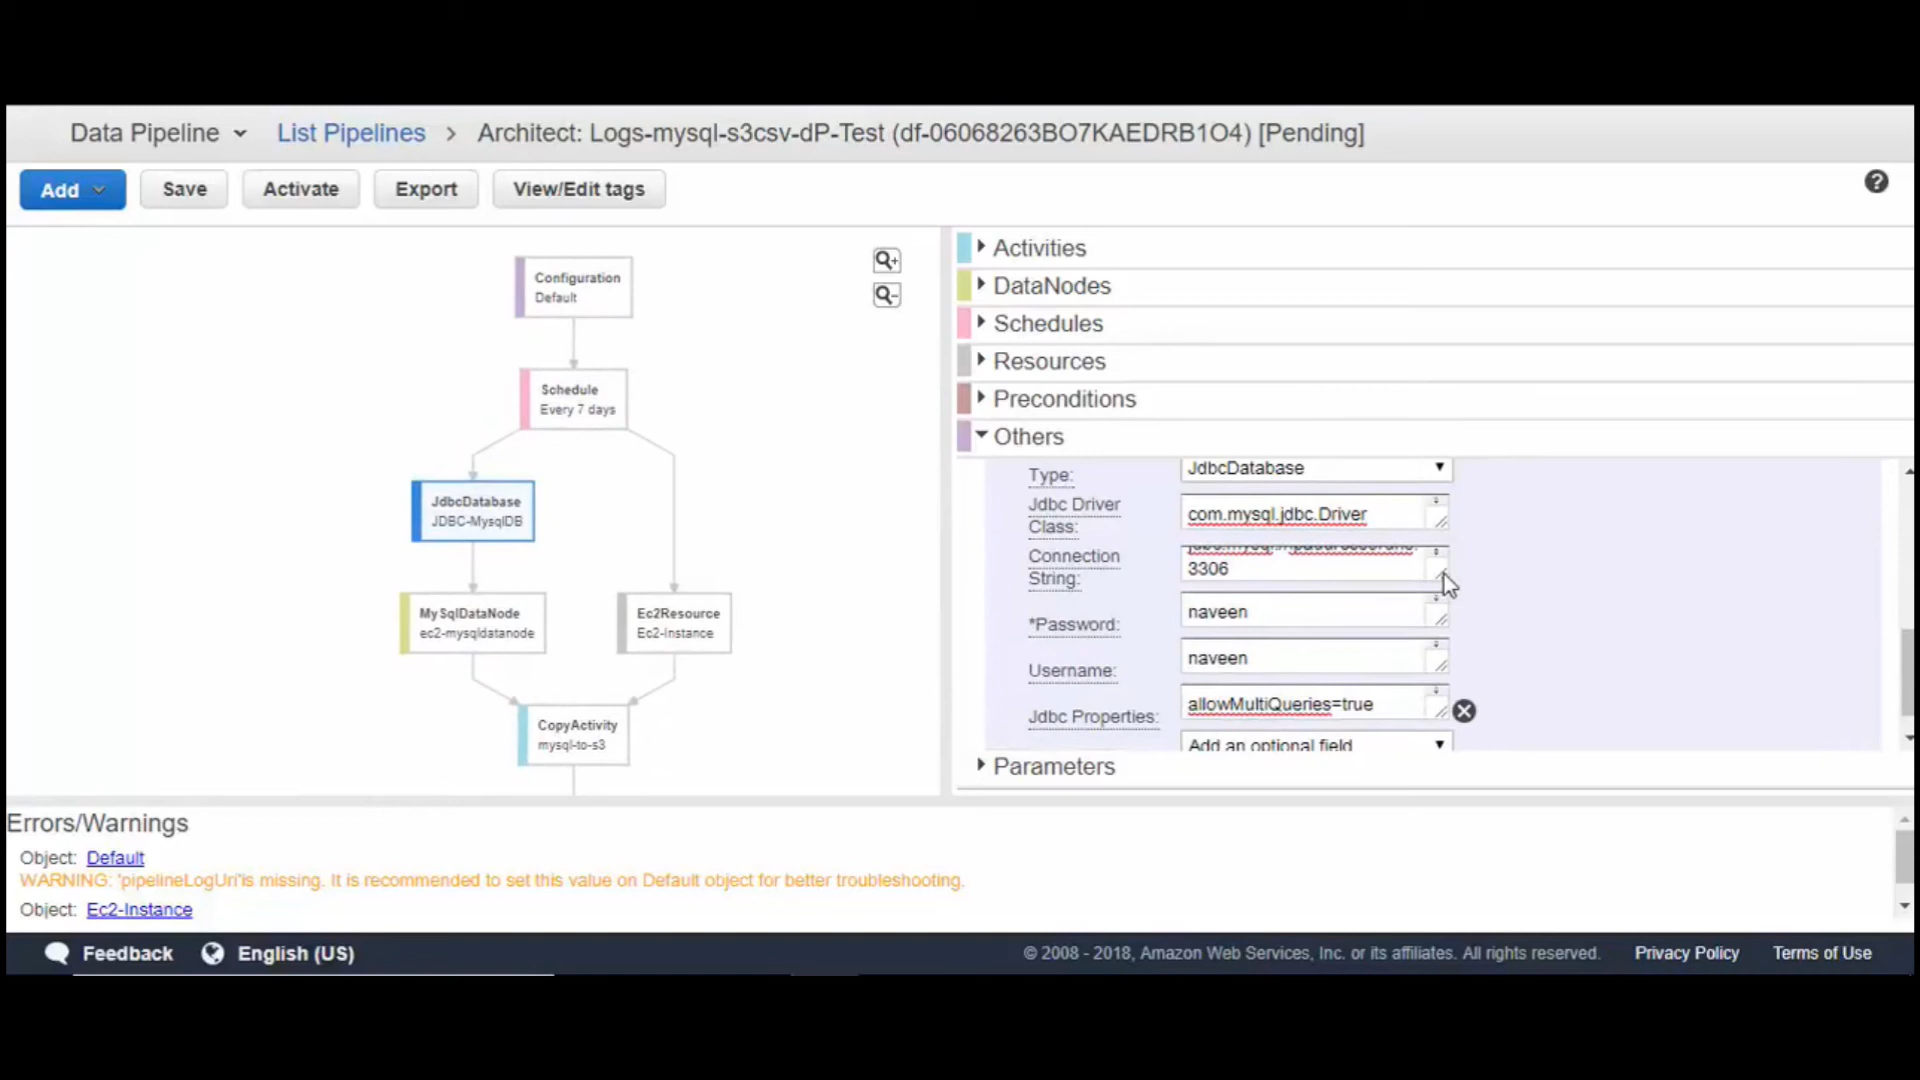 Data Pipeline List Pipelines > Architect: Logs-mysql-s3csv-dP-Test (df-06068263BO7KAEDRB1O4) [Pending]
Add Save Activate Export View/Edit tags
Configuration
Default
Schedule
Every 7 days
JdbcDatabase
JDBC-MysqlDB
MySqlDataNode
ec2-mysqldatanode
Ec2Resource
Ec2-Instance
CopyActivity
mysql-to-s3
Activities
DataNodes
Schedules
Resources
Preconditions
Others
Type: JdbcDatabase
Jdbc Driver
Class: com.mysql.jdbc.Driver
Connection
String: 3306
*Password: naveen
Username: naveen
Jdbc Properties: allowMultiQueries=true
Add an optional field
Parameters
Errors/Warnings
Object: Default
WARNING: 'pipelineLogUri'is missing. It is recommended to set this value on Default object for better troubleshooting.
Object: Ec2-Instance
Feedback English (US) © 2008 - 2018, Amazon Web Services, Inc. or its affiliates. All rights reserved. Privacy Policy Terms of Use